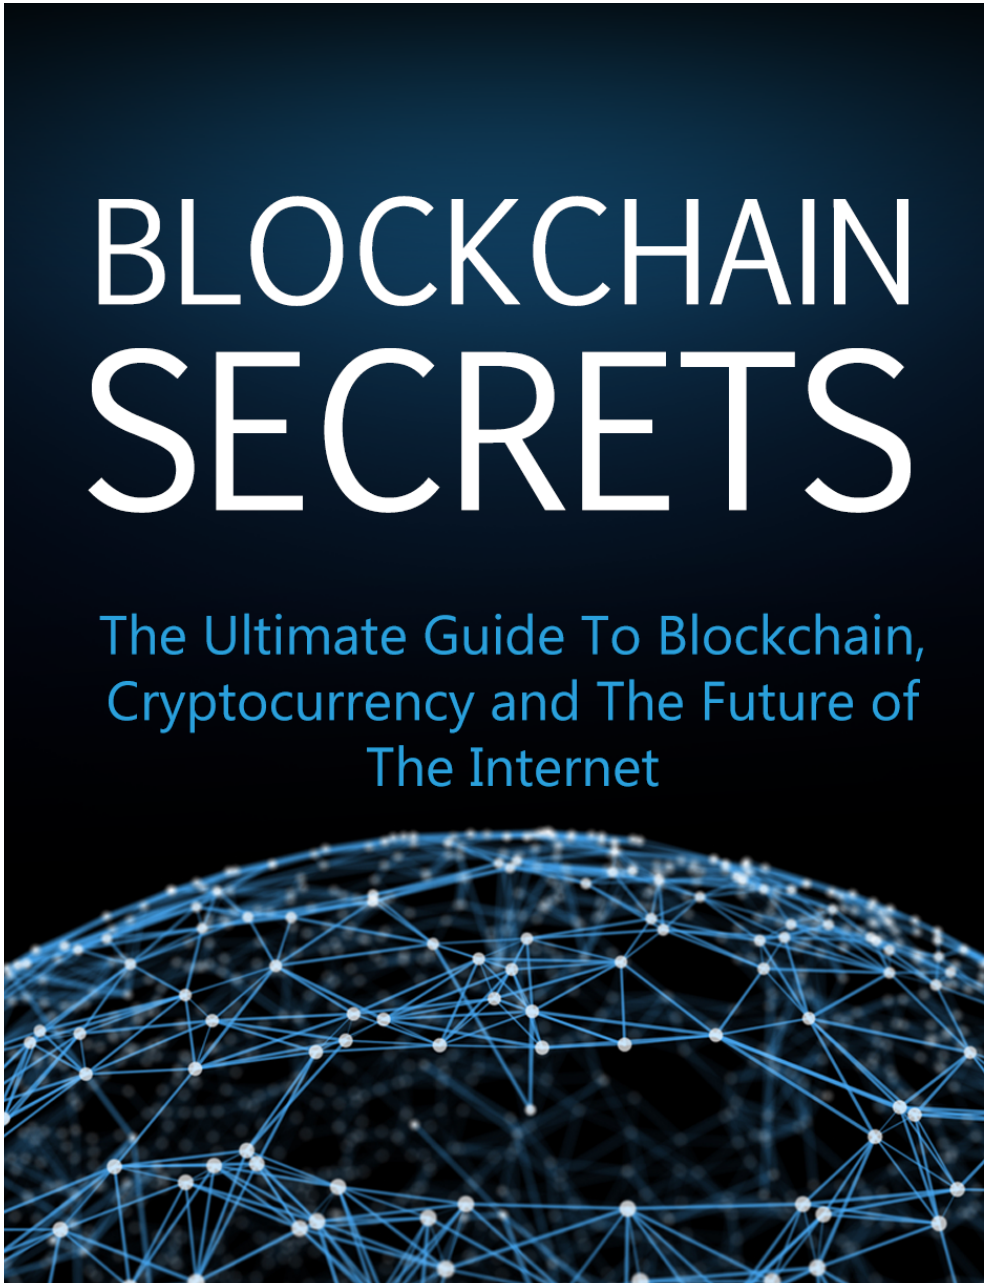 BLOCKCHAIN
SECRETS
The Ultimate Guide To Blockchain,
Cryptocurrency and The Future of
The Internet